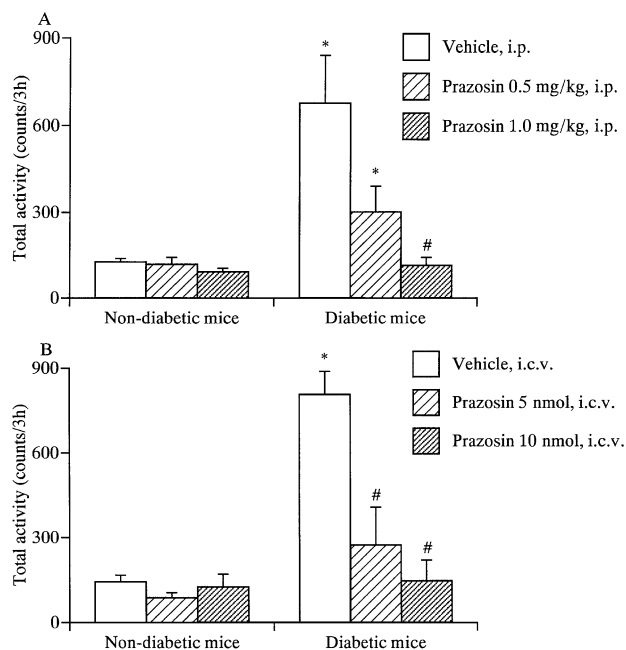 A
900
600
300
0
Total activity (counts/3h)
*
*
#
Vehicle, i.p.
Prazosin 0.5 mg/kg, i.p.
Prazosin 1.0 mg/kg, i.p.
Non-diabetic mice
Diabetic mice
B
900
600
300
0
Total activity (counts/3h)
*
#
#
Vehicle, i.c.v.
Prazosin 5 nmol, i.c.v.
Prazosin 10 nmol, i.c.v.
Non-diabetic mice
Diabetic mice